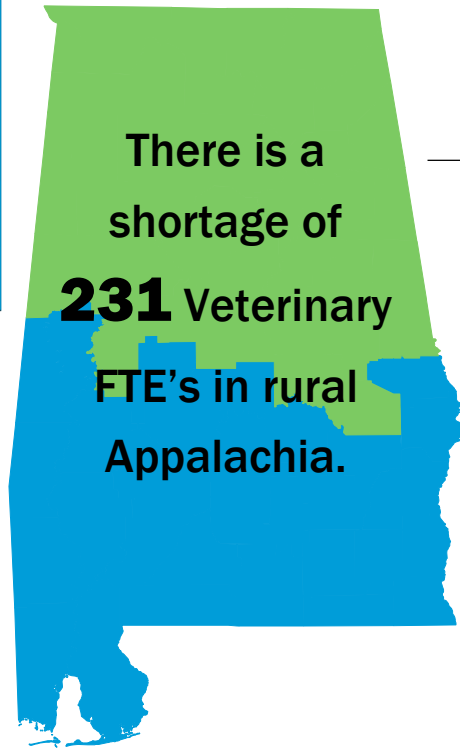 There is a
shortage of
231 Veterinary
FTE's in rural
Appalachia.